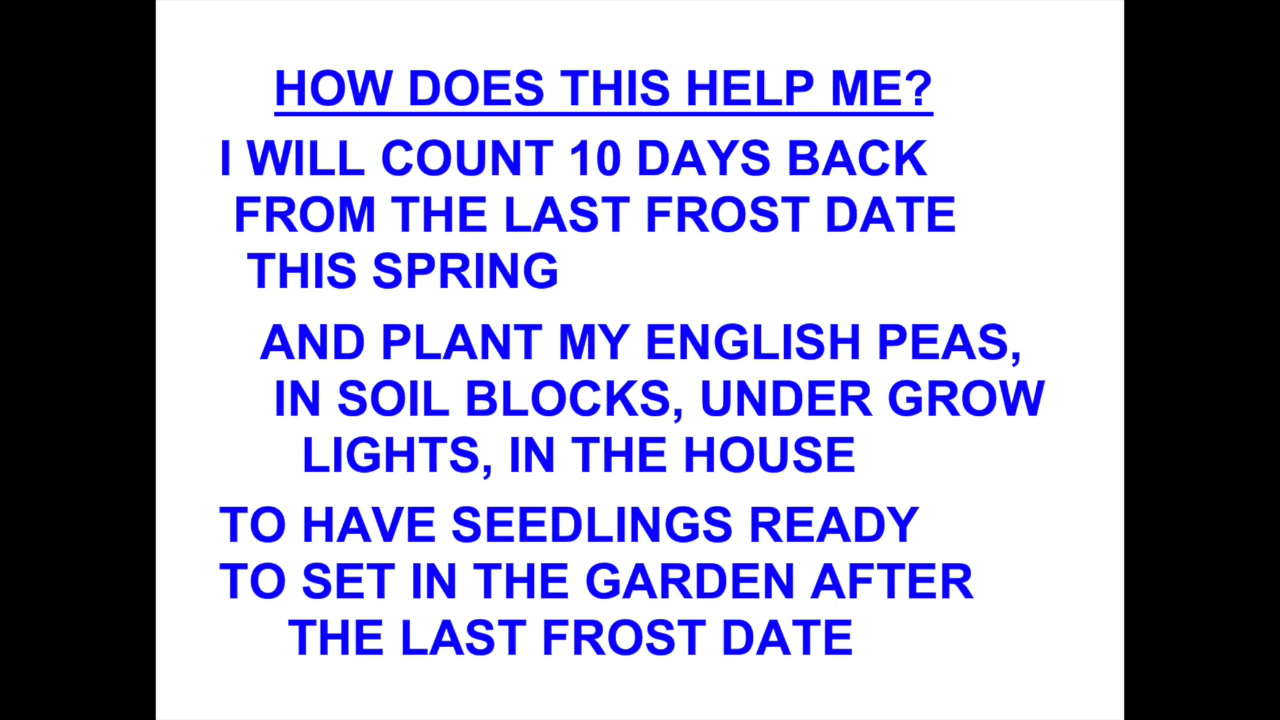 HOW DOES THIS HELP ME?
I WILL COUNT 10 DAYS BACK
FROM THE LAST FROST DATE
THIS SPRING
AND PLANT MY ENGLISH PEAS,
IN SOIL BLOCKS, UNDER GROW
LIGHTS, IN THE HOUSE
TO HAVE SEEDLINGS READY
TO SET IN THE GARDEN AFTER
THE LAST FROST DATE